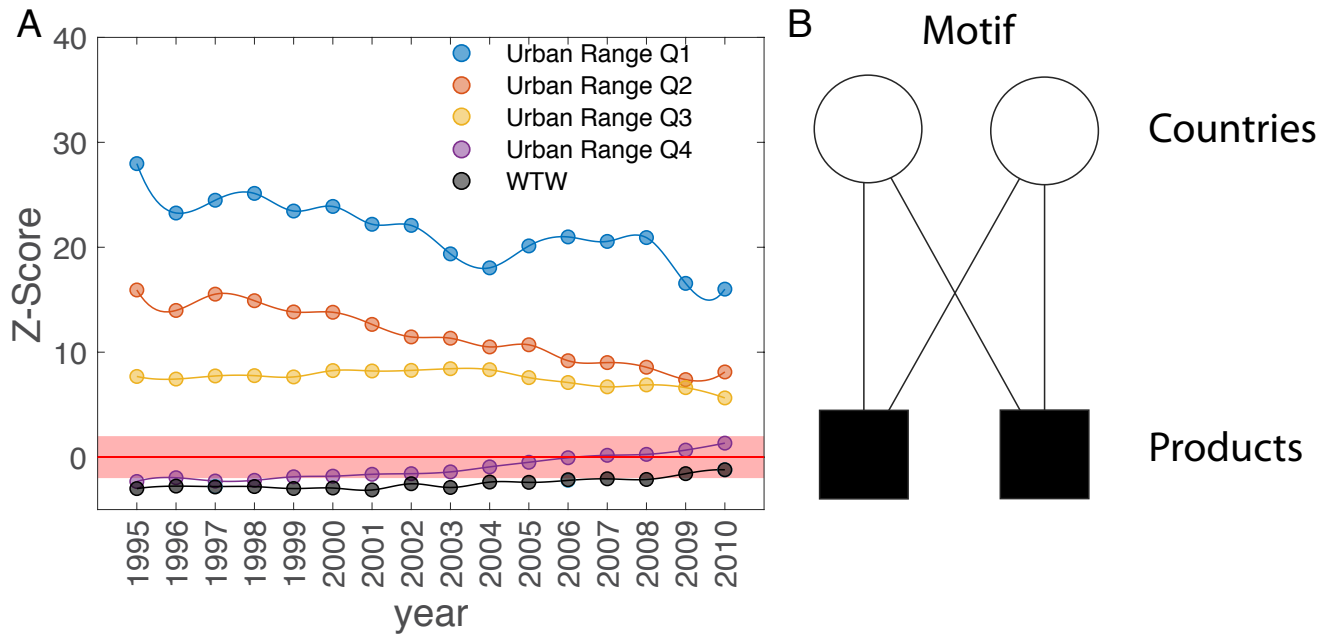 A
Z-Score
40
30
20
10
0
Urban Range Q1
Urban Range Q2
Urban Range Q3
Urban Range Q4
WTW
1995
1996
1997
1998
1999
2000
2001
2002
2003
2004
2005
2006
2007
2008
2009
2010
year
B
Motif
Countries
Products